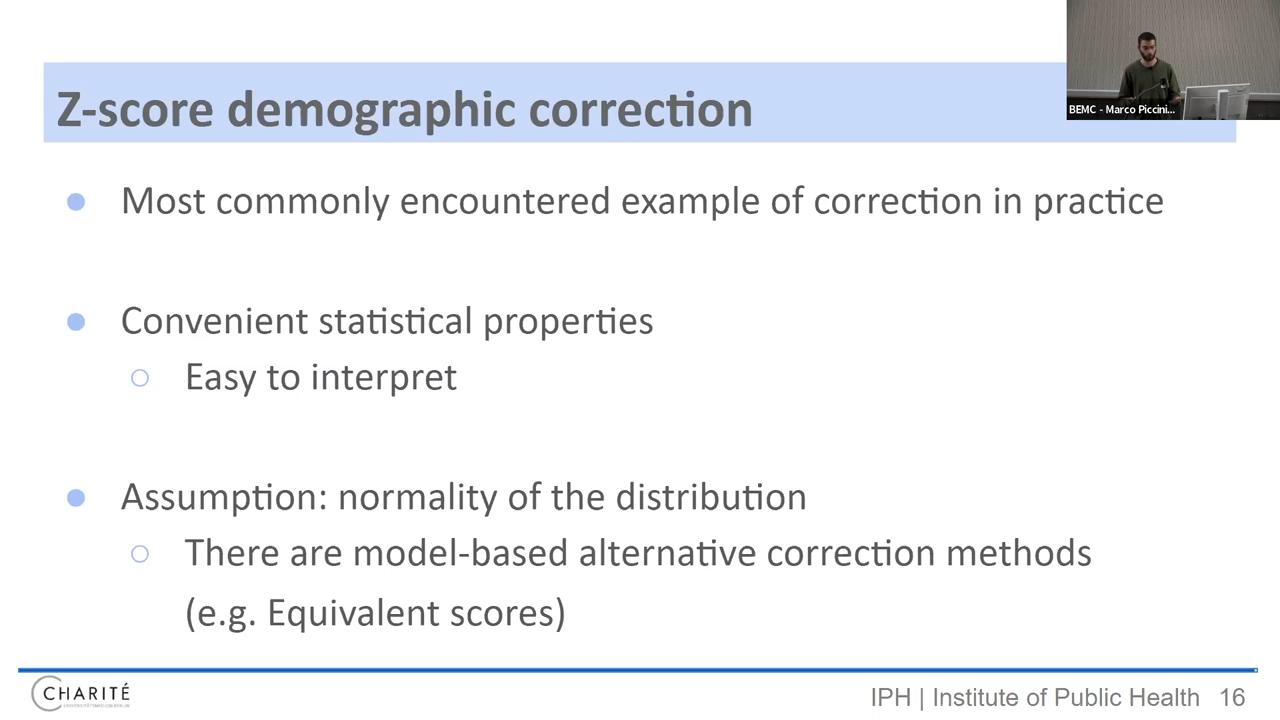 Z-score demographic correction
BEMC - Marco Piccini...
Most commonly encountered example of correction in practice
Convenient statistical properties
Easy to interpret
Assumption: normality of the distribution
There are model-based alternative correction methods
(e.g. Equivalent scores)
CHARITÉ
UNIVERSITÄTSMEDIZIN BERLIN
IPH | Institute of Public Health 16